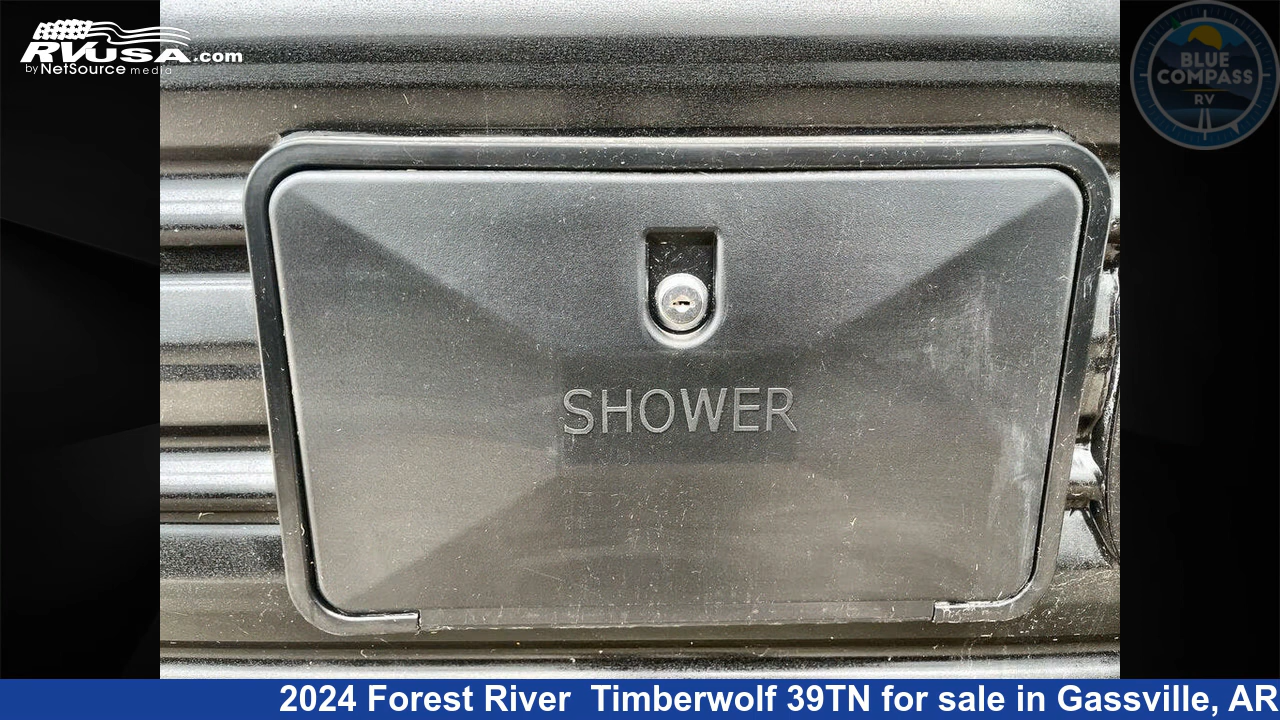 RVUSA.com
by NetSource media
BLUE
COMPASS
RV
SHOWER
2024 Forest River  Timberwolf 39TN for sale in Gassville, AR